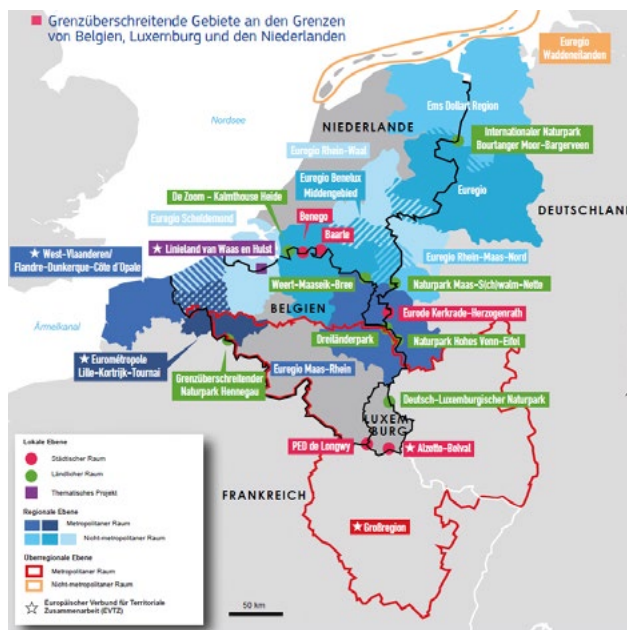 Grenzüberschreitende Gebiete an den Grenzen
von Belgien, Luxemburg und den Niederlanden
Euregio
Waddeneilanden
Nordsee
Ems Dollart Region
NIEDERLANDE
Internationaler Naturpark
Bourtanger Moor-Bargerveen
Euregio Rhein-Waal
Euregio Benelux
Middengebied
Euregio
De Zoom - Kalmthouse Heide
DEUTSCHLAND
Benego
Euregio Scheldemond
Baarle
☆ West-Vlaanderen/
Flandre-Dunkerque-Côte d'Opale
☆ Linieland van Waas en Hulst
Euregio Rhein-Maas-Nord
Weert-Maaseik-Bree
Naturpark Maas-S(ch)walm-Nette
BELGIEN
Eurode Kerkrade-Herzogenrath
Ärmelkanal
Dreiländerpark
Naturpark Hohes Venn-Eifel
☆ Eurométropole
Lille-Kortrijk-Tournai
Euregio Maas-Rhein
Grenzüberschreitender
Naturpark Hennegau
Deutsch-Luxemburgischer Naturpark
LUXEM
BURG
PED de Longwy
☆ Alzette-Belval
FRANKREICH
☆ Großregion
Lokale Ebene
Städtischer Raum
Ländlicher Raum
Thematisches Projekt
Regionale Ebene
Metropolitaner Raum
Nicht-metropolitaner Raum
Überregionale Ebene
Metropolitaner Raum
Nicht-metropolitaner Raum
☆ Europäischer Verbund für Territoriale
Zusammenarbeit (EVTZ)
50 km